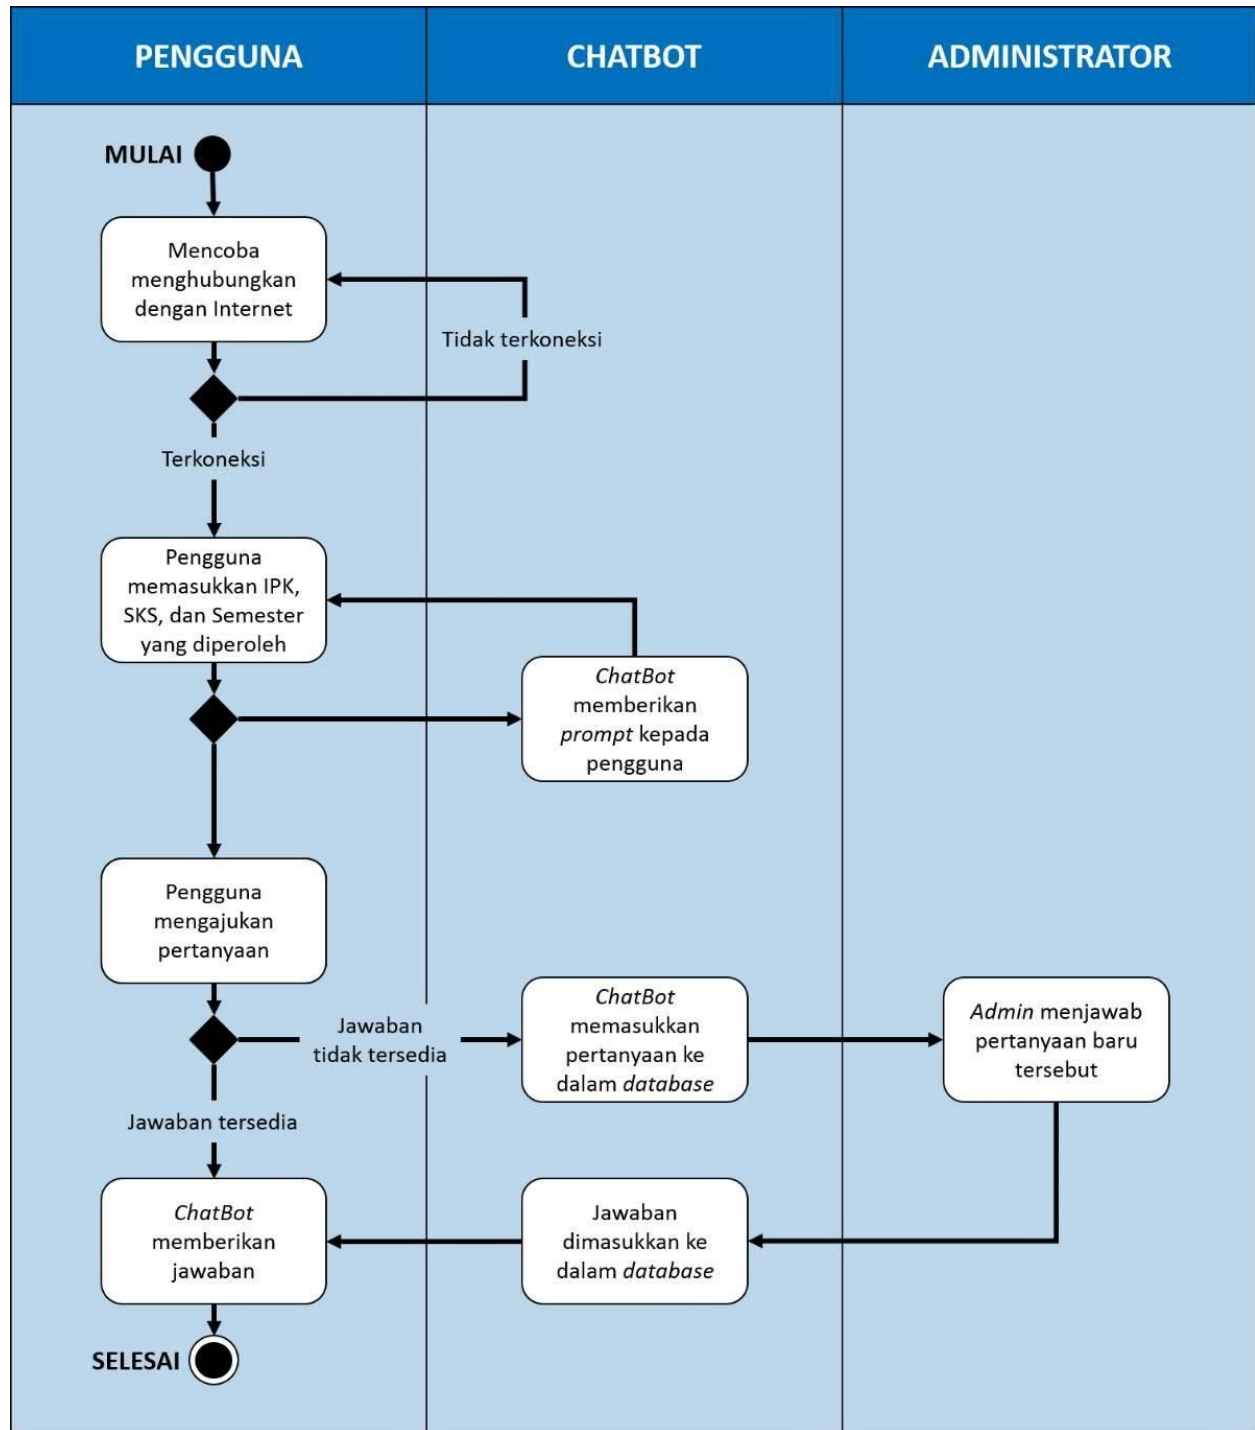 PENGGUNA
CHATBOT
ADMINISTRATOR
MULAI
Mencoba
menghubungkan
dengan Internet
Tidak terkoneksi
Terkoneksi
Pengguna
memasukkan IPK,
SKS, dan Semester
yang diperoleh
ChatBot
memberikan
prompt kepada
pengguna
Pengguna
mengajukan
pertanyaan
Jawaban
tidak tersedia
ChatBot
memasukkan
pertanyaan ke
dalam database
Admin menjawab
pertanyaan baru
tersebut
Jawaban tersedia
ChatBot
memberikan
jawaban
Jawaban
dimasukkan ke
dalam database
SELESAI